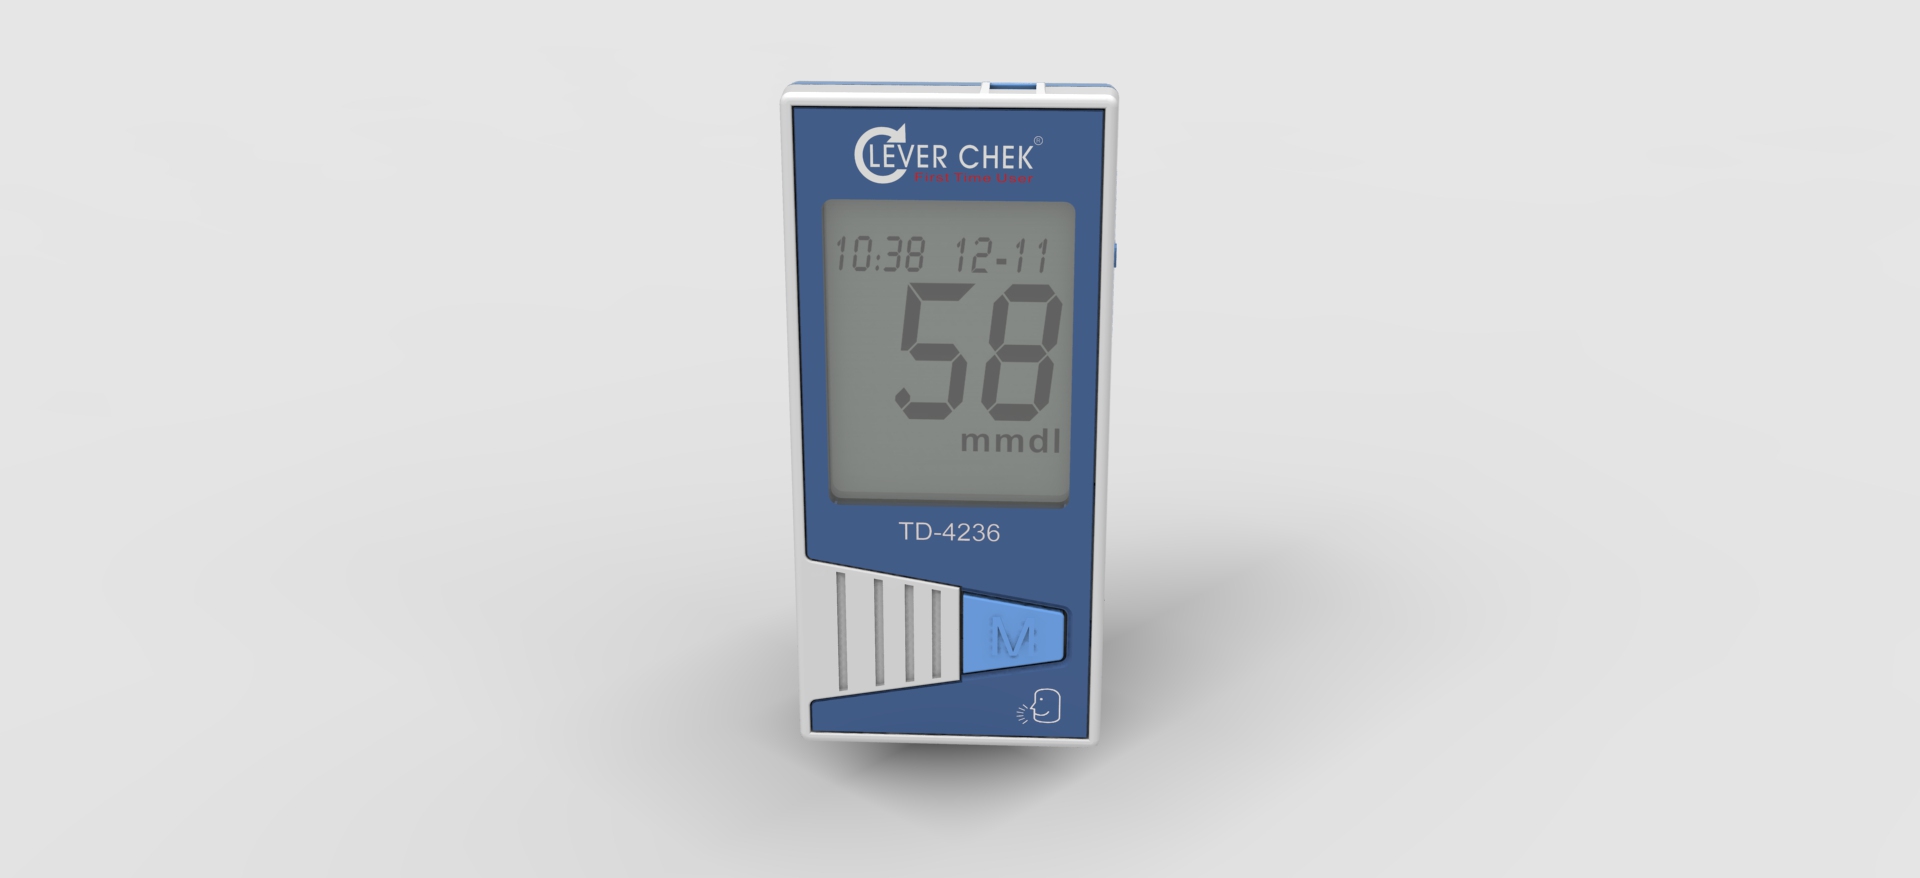 CLEVER CHEK®
First Time User
10:38 12-11
58
mmdl
TD-4236
M